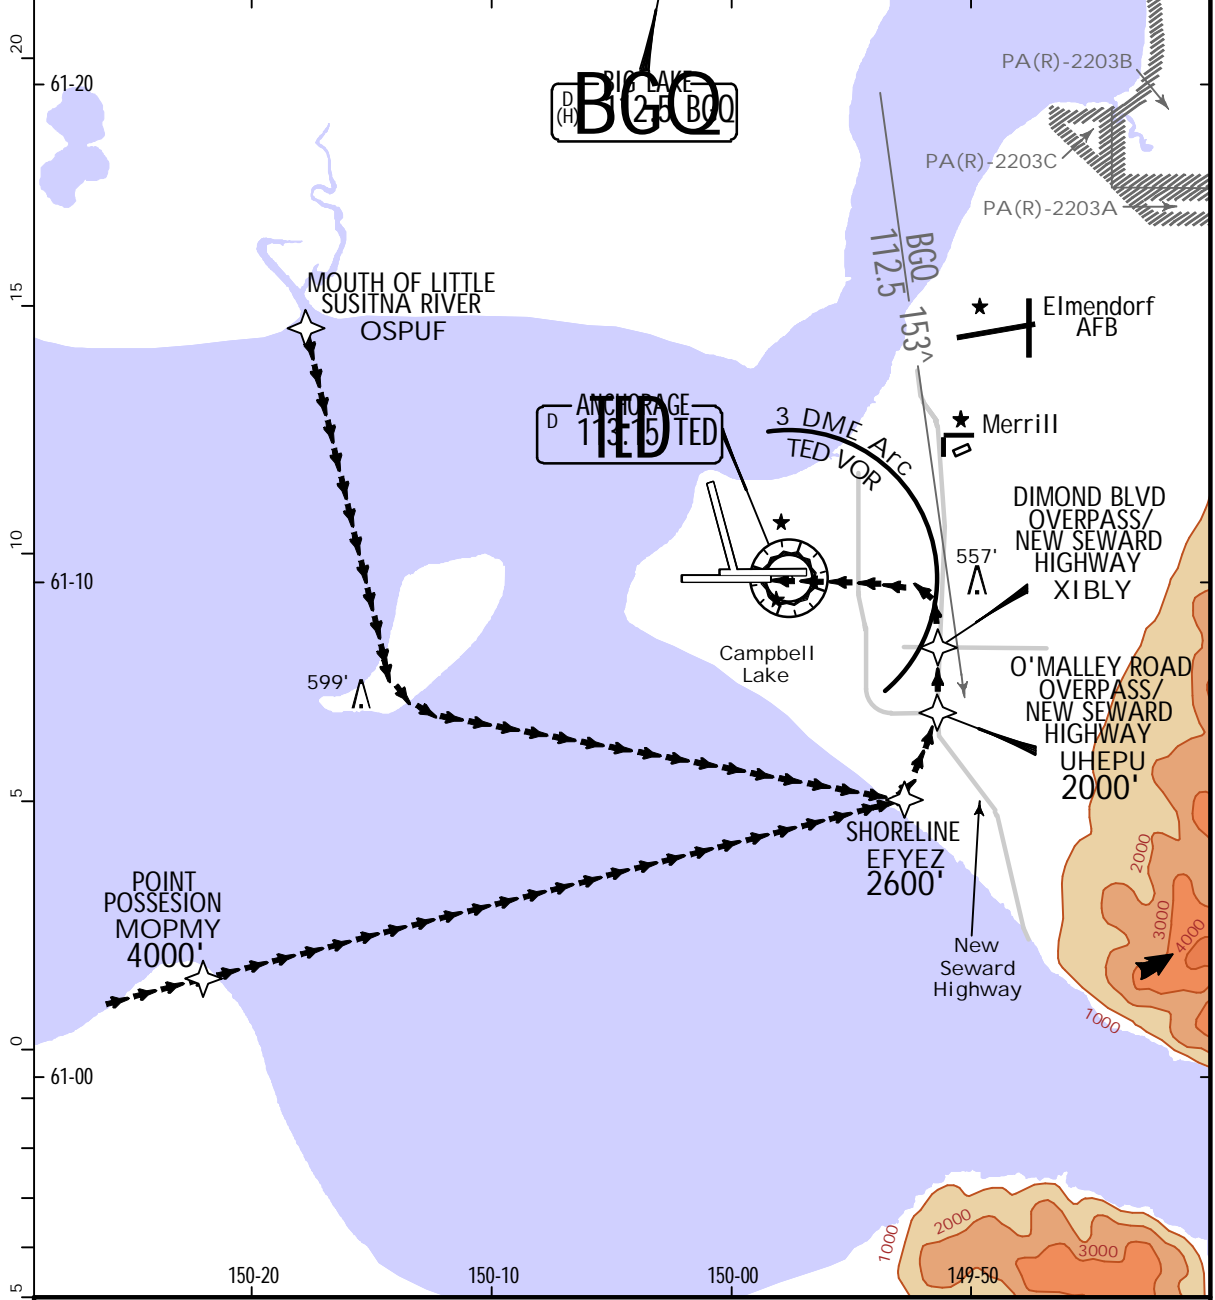 20
61-20
BIG LAKE
D
(H)
112.5 BGQ
BGQ
PA(R)-2203B
PA(R)-2203C
PA(R)-2203A
BGQ
112.5 153^
MOUTH OF LITTLE
SUSITNA RIVER
OSPUF
15
Elmendorf
AFB
ANCHORAGE
D
113.15 TED
TED
3 DME Arc
TED VOR
Merrill
DIMOND BLVD
OVERPASS/
NEW SEWARD
HIGHWAY
XIBLY
557'
10
61-10
Campbell
Lake
599'
O'MALLEY ROAD
OVERPASS/
NEW SEWARD
HIGHWAY
UHEPU
2000'
5
SHORELINE
EFYEZ
2600'
POINT
POSSESION
MOPMY
4000'
2000
3000
4000
New
Seward
Highway
1000
0
61-00
1000
2000
3000
5
150-20
150-10
150-00
149-50